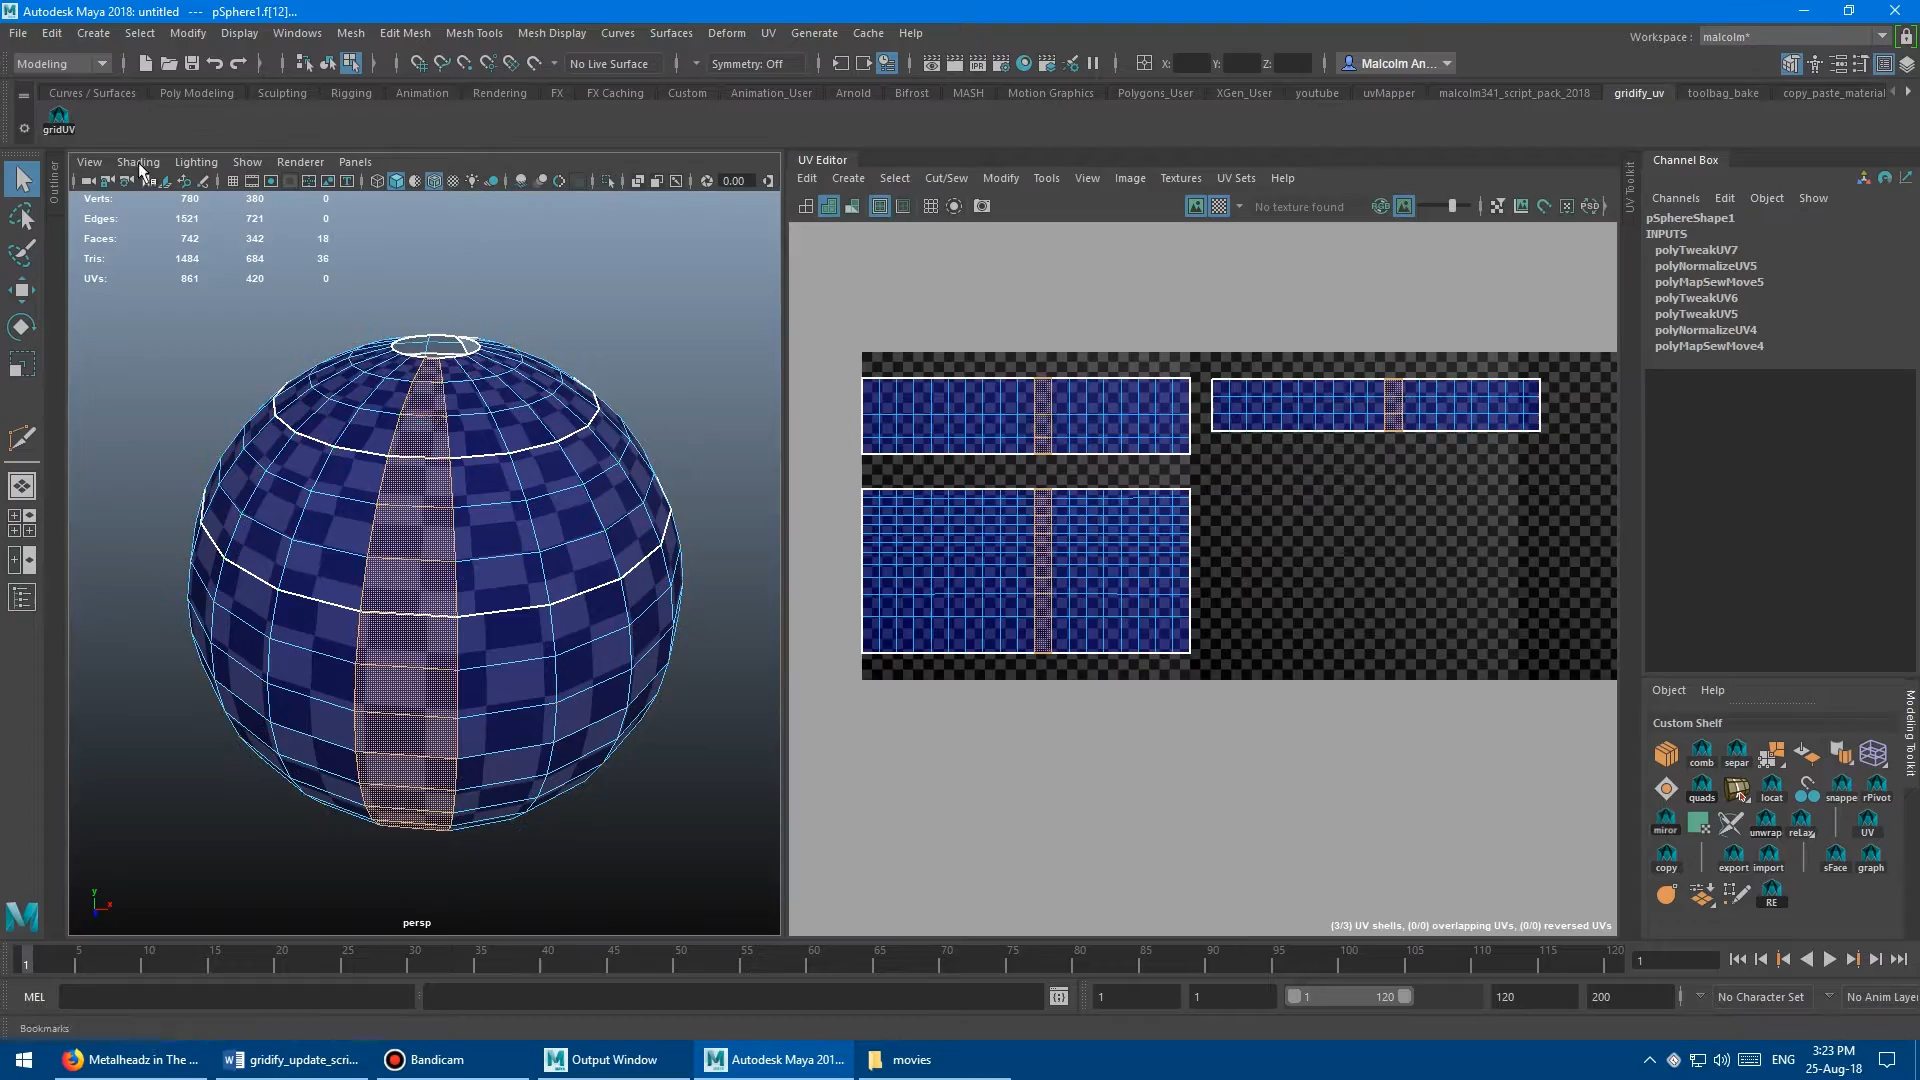 Autodesk Maya 2018: untitled --- pSphere1.f[12]...
File Edit Create Select Modify Display Windows Mesh Edit Mesh Mesh Tools Mesh Display Curves Surfaces Deform UV Generate Cache Help
Workspace : malcolm*
Modeling No Live Surface Symmetry: Off IPR X: Y: Z: Malcolm An...
Curves / Surfaces Poly Modeling Sculpting Rigging Animation Rendering FX FX Caching Custom Animation_User Arnold Bifrost MASH Motion Graphics Polygons_User XGen_User youtube uvMapper malcolm341_script_pack_2018 gridify_uv toolbag_bake copy_paste_material
gridUV
Outliner
View Shading Lighting Show Renderer Panels
0.00
Verts: 780 380 0
Edges: 1521 721 0
Faces: 742 342 18
Tris: 1484 684 36
UVs: 861 420 0
y
x
persp
UV Editor
Edit Create Select Cut/Sew Modify Tools View Image Textures UV Sets Help
No texture found
RGB
PSD
UV Toolkit
(3/3) UV shells, (0/0) overlapping UVs, (0/0) reversed UVs
Channel Box
Channels Edit Object Show
pSphereShape1
INPUTS
polyTweakUV7
polyNormalizeUV5
polyMapSewMove5
polyTweakUV6
polyTweakUV5
polyNormalizeUV4
polyMapSewMove4
Object Help
Custom Shelf
comb separ
quads locat snappe rPivot
miror unwrap reLax UV
copy export import sFace graph
RE
Modeling Toolkit
5 10 15 20 25 30 35 40 45 50 55 60 65 70 75 80 85 90 95 100 105 110 115 120
1
1
MEL
1 1 1 120 120 200 No Character Set No Anim Layer
Bookmarks
Metalheadz in The ... gridify_update_scri... Bandicam Output Window Autodesk Maya 201... movies
ENG
3:23 PM
25-Aug-18